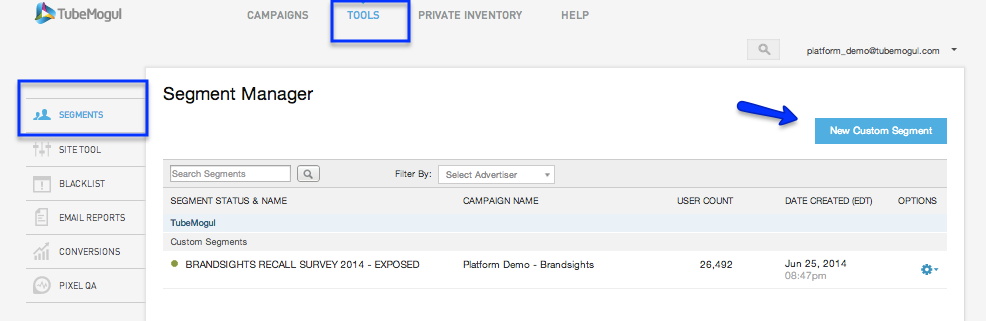 TubeMogul
CAMPAIGNS TOOLS PRIVATE INVENTORY HELP
platform_demo@tubemogul.com
Segment Manager
SEGMENTS
New Custom Segment
SITE TOOL
Search Segments Filter By: Select Advertiser
BLACKLIST
SEGMENT STATUS & NAME CAMPAIGN NAME USER COUNT DATE CREATED (EDT) OPTIONS
EMAIL REPORTS
TubeMogul
Custom Segments
CONVERSIONS
BRANDSIGHTS RECALL SURVEY 2014 - EXPOSED Platform Demo - Brandsights 26,492 Jun 25, 2014
08:47pm
PIXEL QA